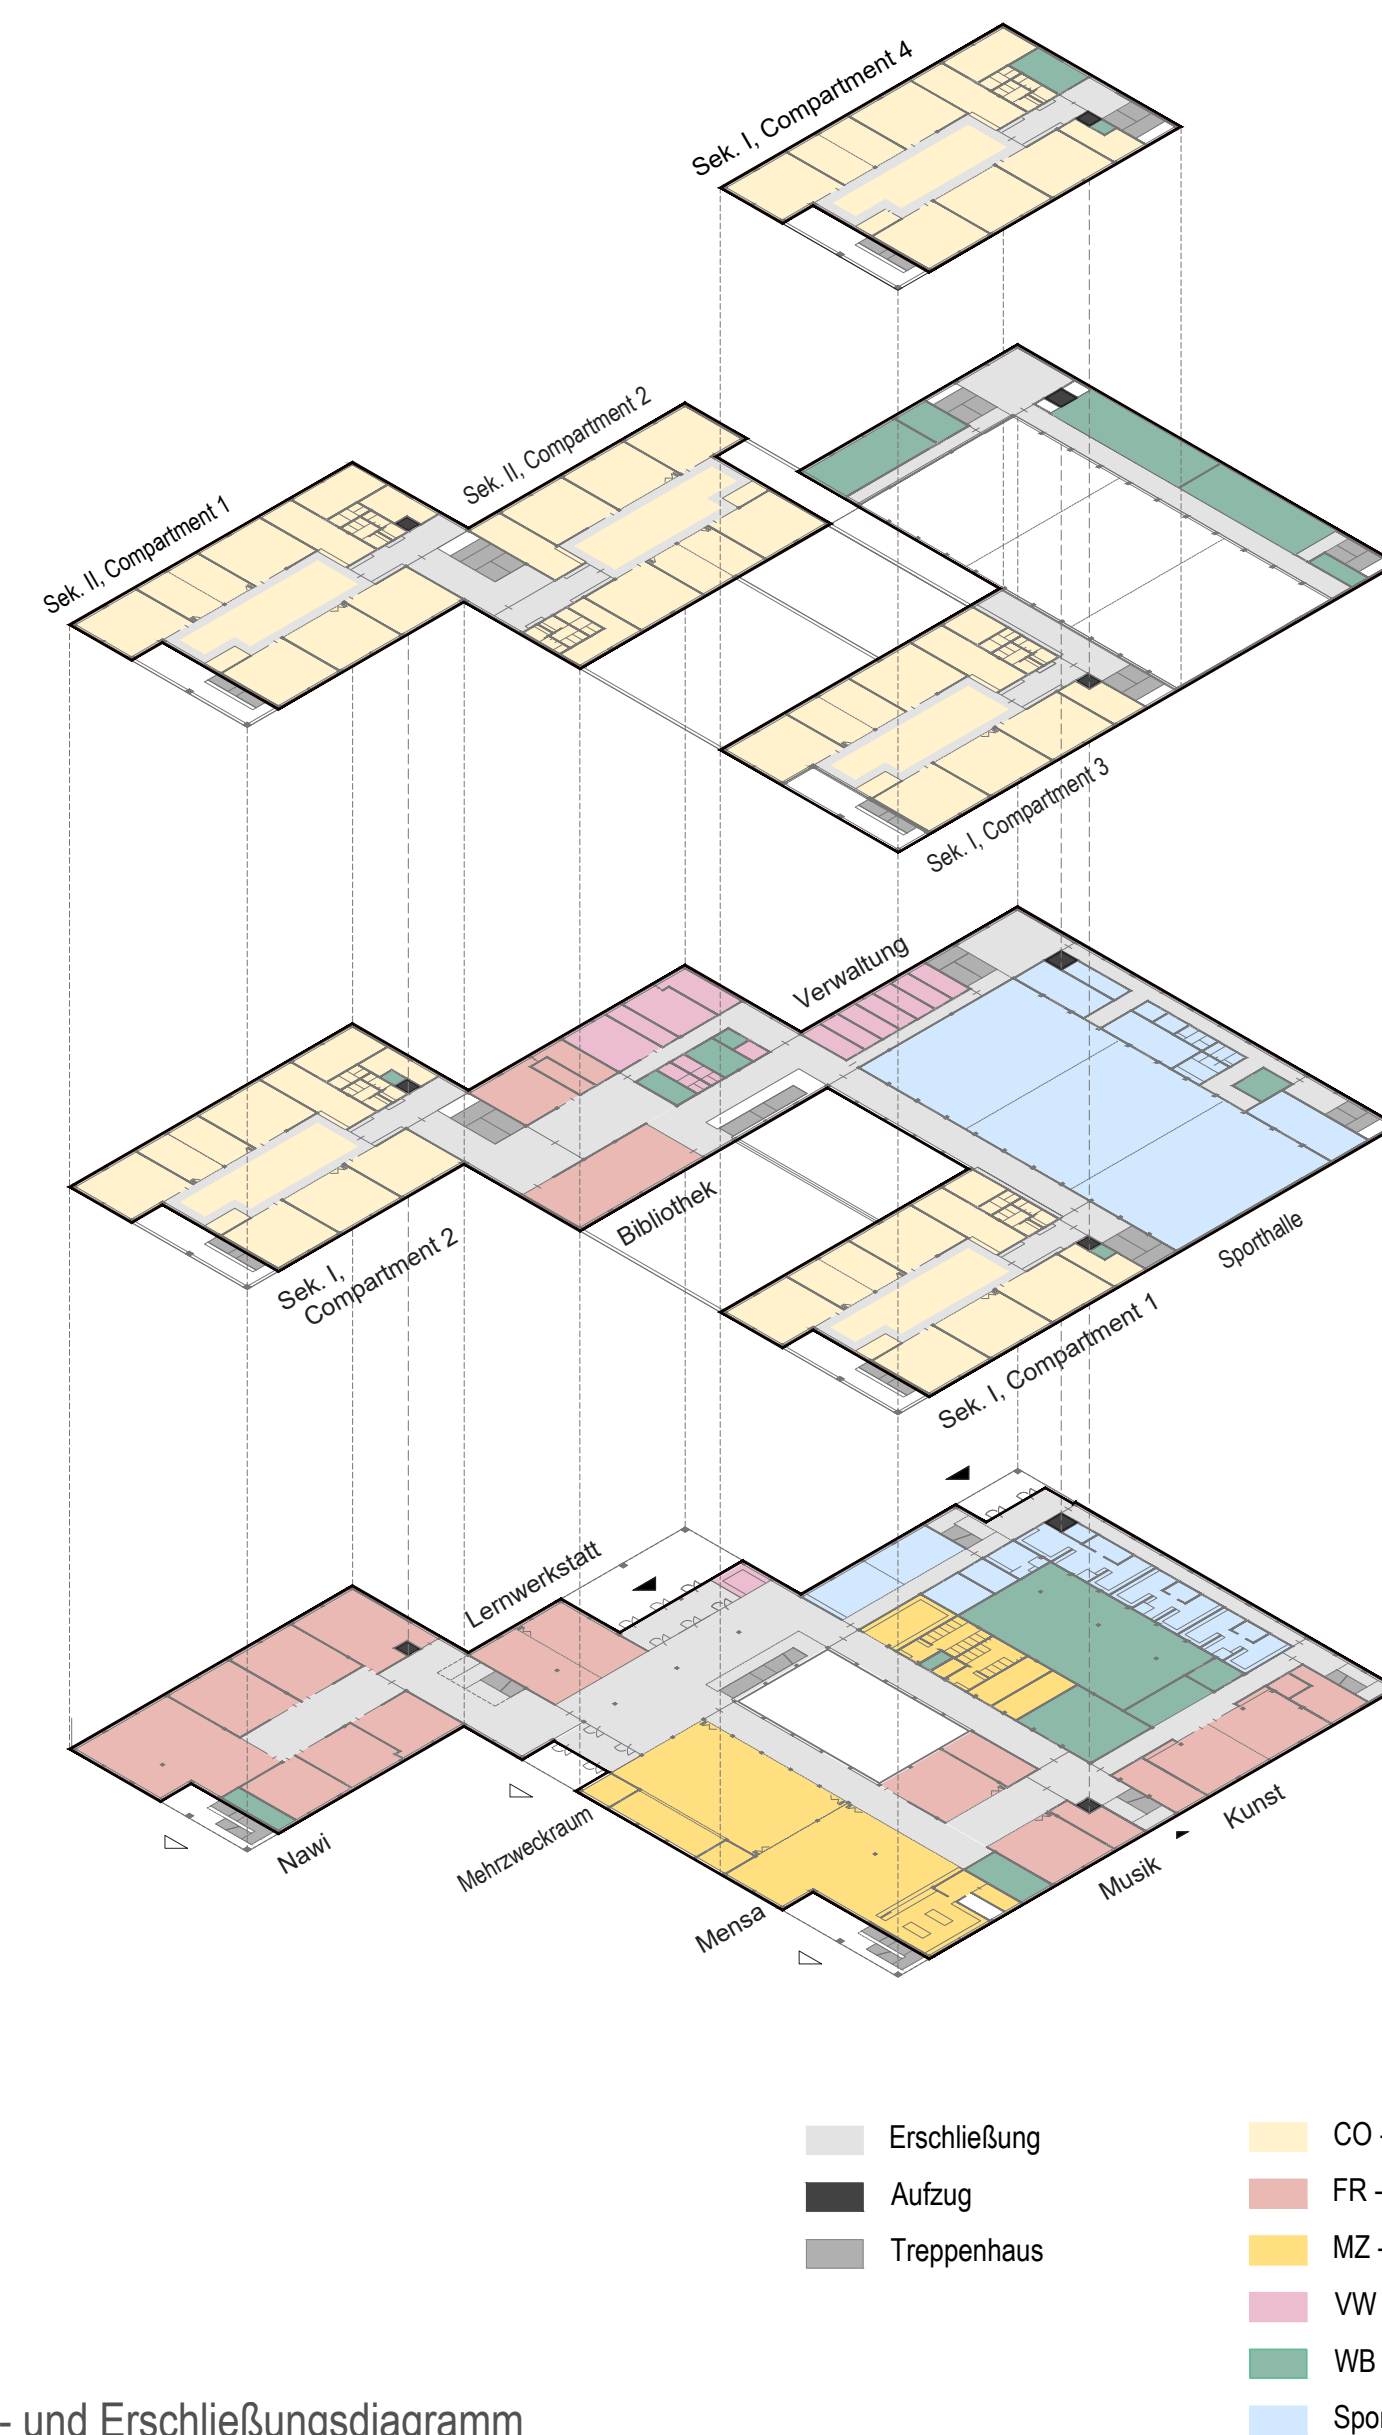 Sek. I, Compartment 4
Sek. II, Compartment 2
Sek. II, Compartment 1
Sek. I, Compartment 3
Verwaltung
Bibliothek
Sporthalle
Sek. I,
Compartment 2
Sek. I, Compartment 1
Lernwerkstatt
Nawi
Mehrzweckraum
Mensa
Musik
Kunst
Erschließung
Aufzug
Treppenhaus
CO -
FR -
MZ -
VW
WB
Spor
- und Erschließungsdiagramm